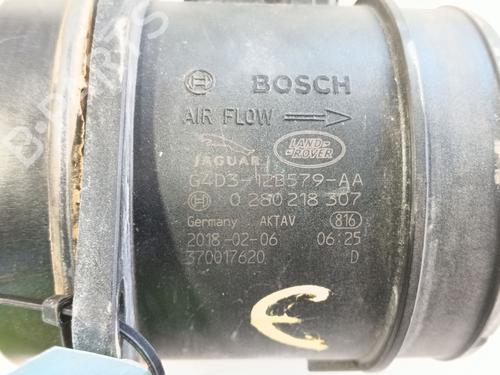 BOSCH
AIR FLOW
JAGUAR
LAND-
ROVER
G4D3-12B579-AA
0 280 218 307
Germany AKTAV 816
2018-02-06 06:25
370017620 D